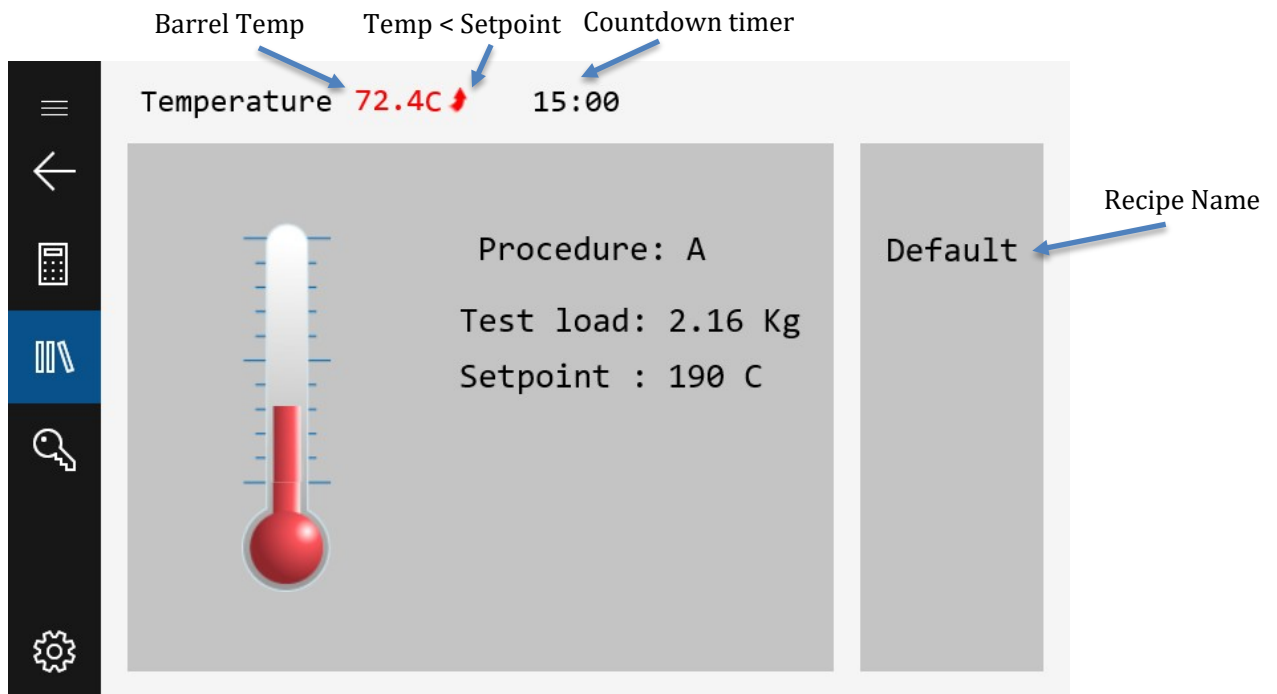 Barrel Temp Temp < Setpoint Countdown timer
Temperature 72.4C 15:00
Recipe Name
Procedure: A Default
Test load: 2.16 Kg
Setpoint : 190 C